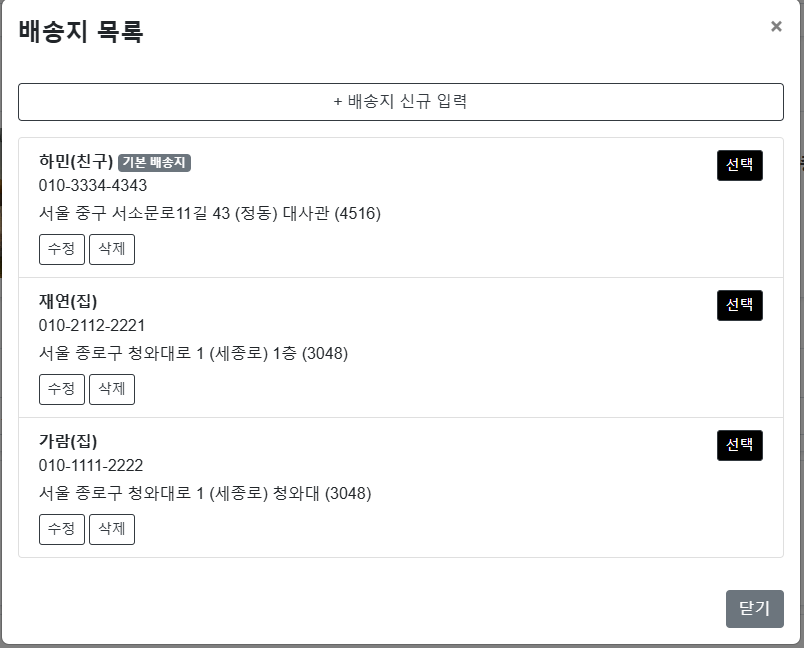 배송지 목록
×
+ 배송지 신규 입력
하민(친구) 기본 배송지
선택
010-3334-4343
서울 중구 서소문로11길 43 (정동) 대사관 (4516)
수정 삭제
재연(집)
선택
010-2112-2221
서울 종로구 청와대로 1 (세종로) 1층 (3048)
수정 삭제
가람(집)
선택
010-1111-2222
서울 종로구 청와대로 1 (세종로) 청와대 (3048)
수정 삭제
닫기